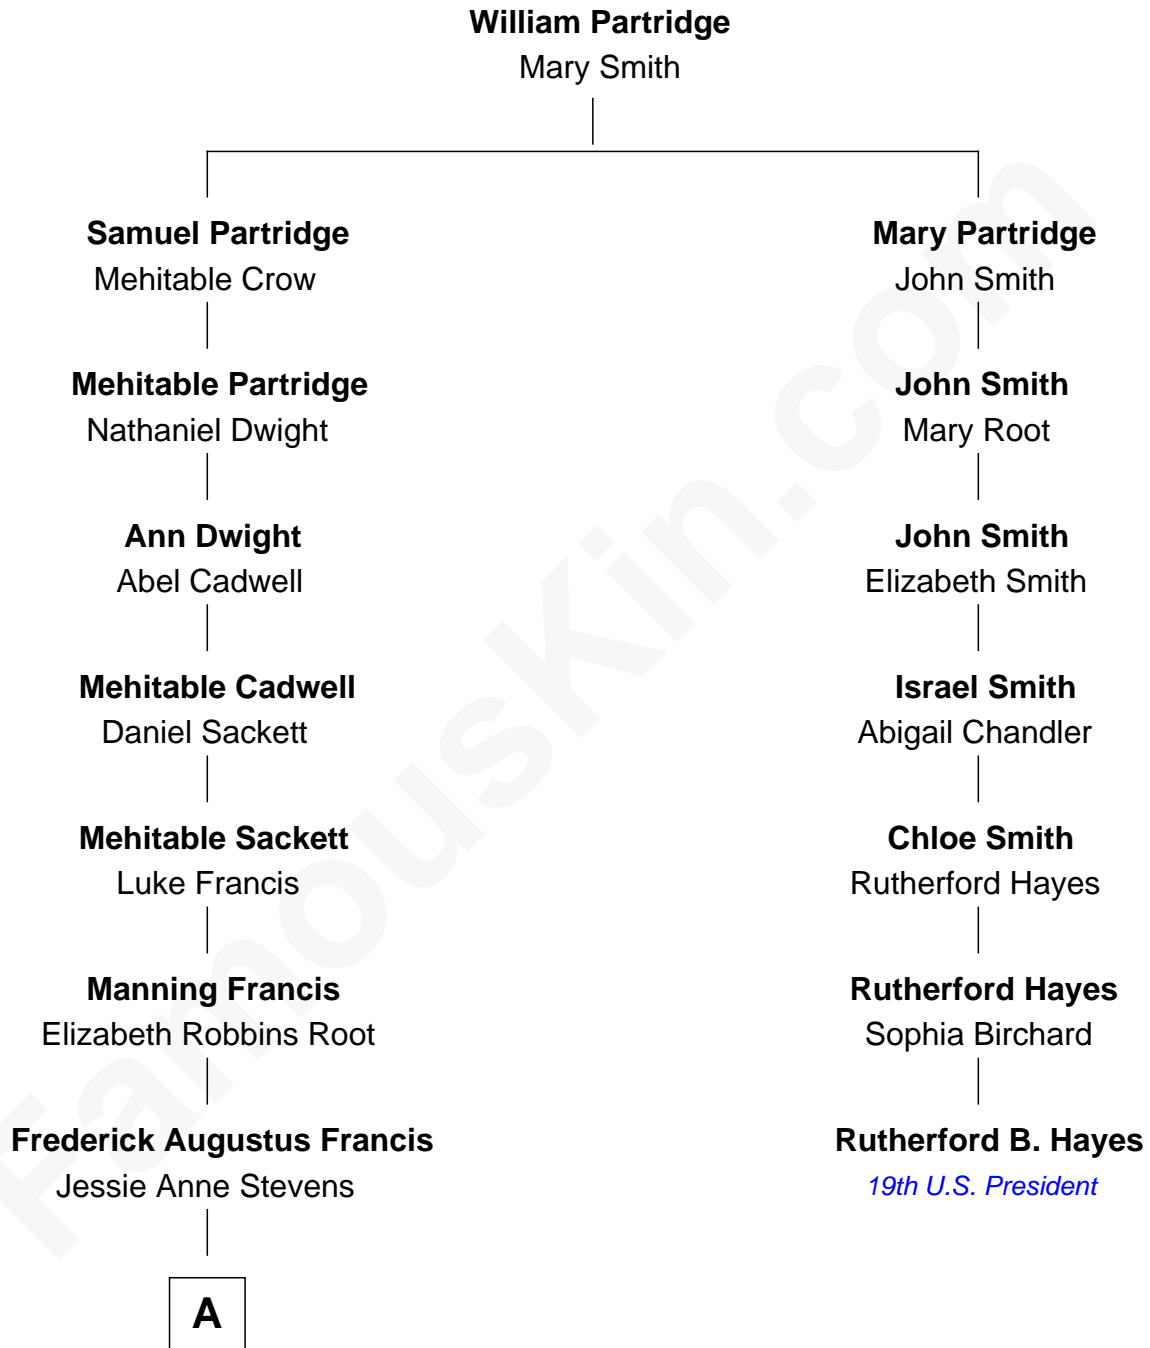 William Partridge
Mary Smith
Samuel Partridge
Mehitable Crow
Mary Partridge
John Smith
Mehitable Partridge
Nathaniel Dwight
John Smith
Mary Root
Ann Dwight
Abel Cadwell
John Smith
Elizabeth Smith
Mehitable Cadwell
Daniel Sackett
Israel Smith
Abigail Chandler
Mehitable Sackett
Luke Francis
Chloe Smith
Rutherford Hayes
Manning Francis
Elizabeth Robbins Root
Rutherford Hayes
Sophia Birchard
Frederick Augustus Francis
Jessie Anne Stevens
Rutherford B. Hayes
19th U.S. President
A
FamousKin.com